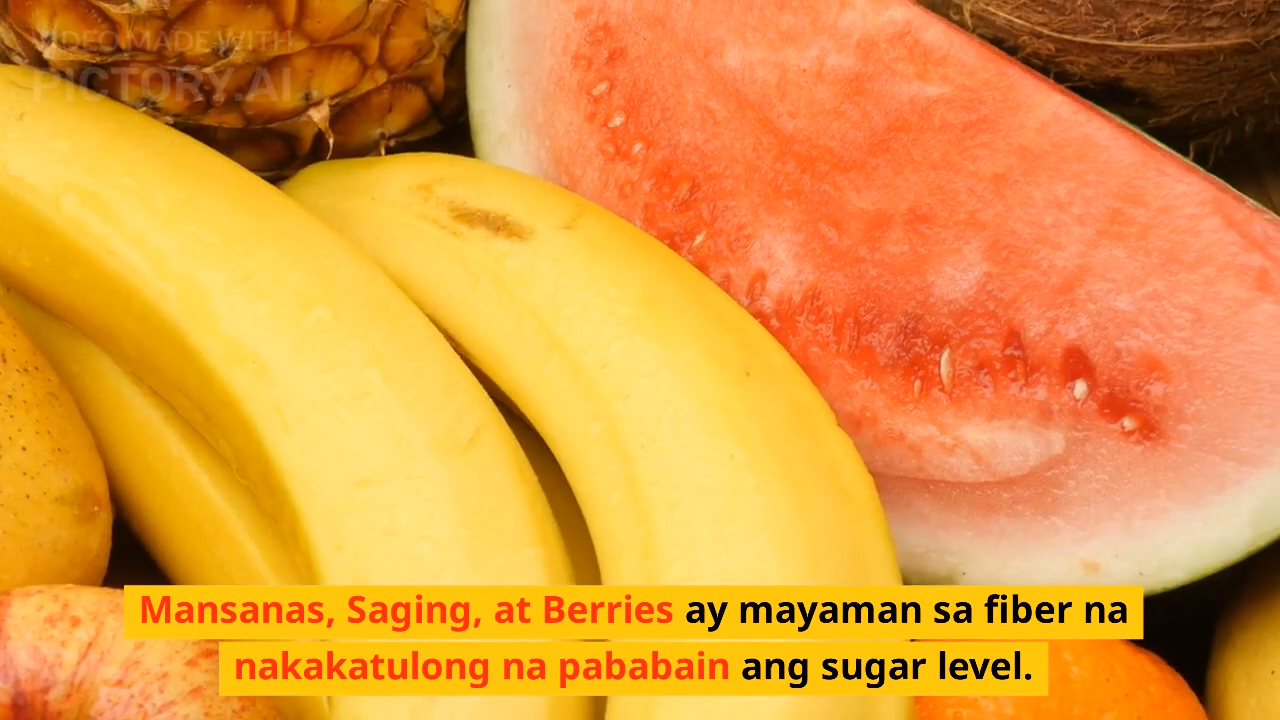 VIDEO MADE WITH
PICTORY.AI
Mansanas, Saging, at Berries ay mayaman sa fiber na
nakakatulong na pababain ang sugar level.